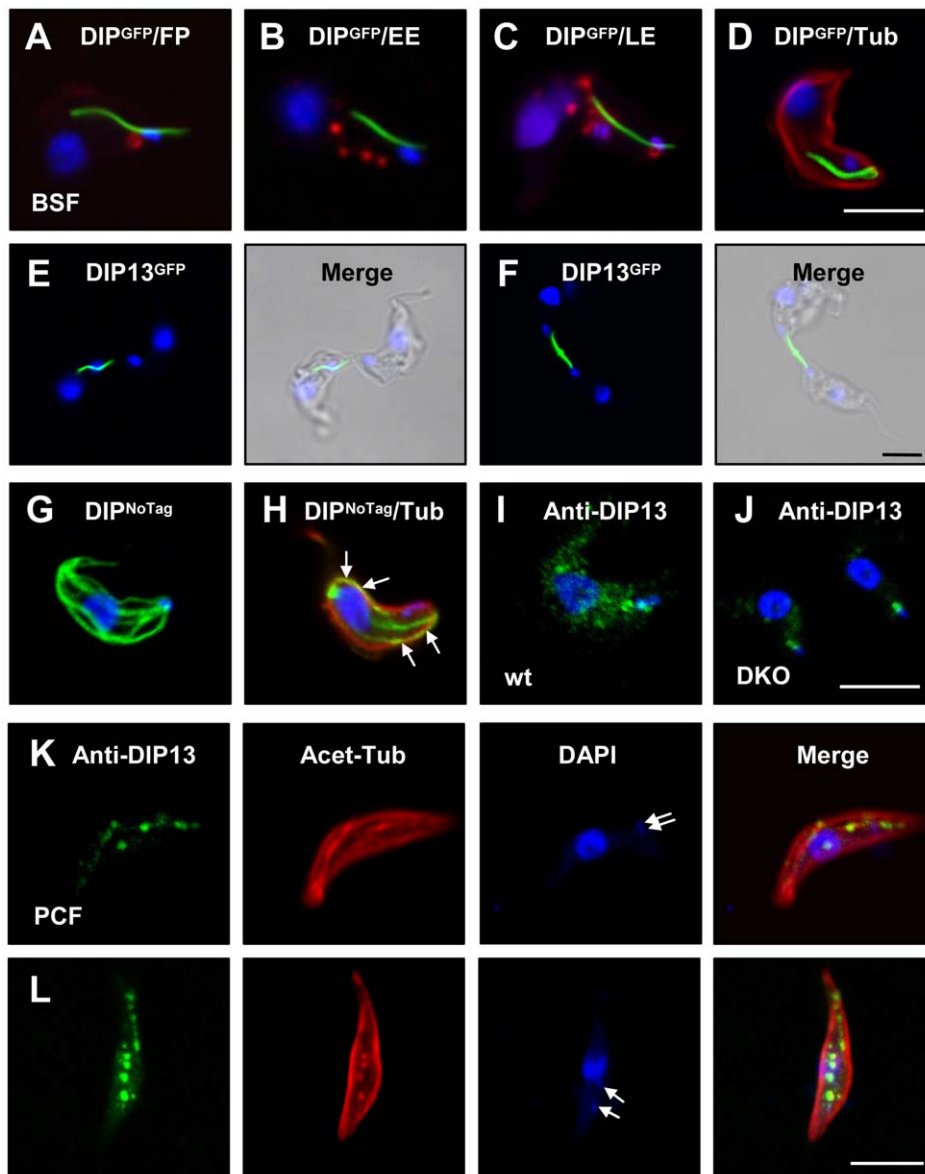 A DIPGFP/FP
BSF
B DIPGFP/EE
C DIPGFP/LE
D DIPGFP/Tub
E DIP13GFP
Merge
F DIP13GFP
Merge
G DIPNoTag
H DIPNoTag/Tub
I Anti-DIP13
wt
J Anti-DIP13
DKO
K Anti-DIP13
PCF
Acet-Tub
DAPI
Merge
L